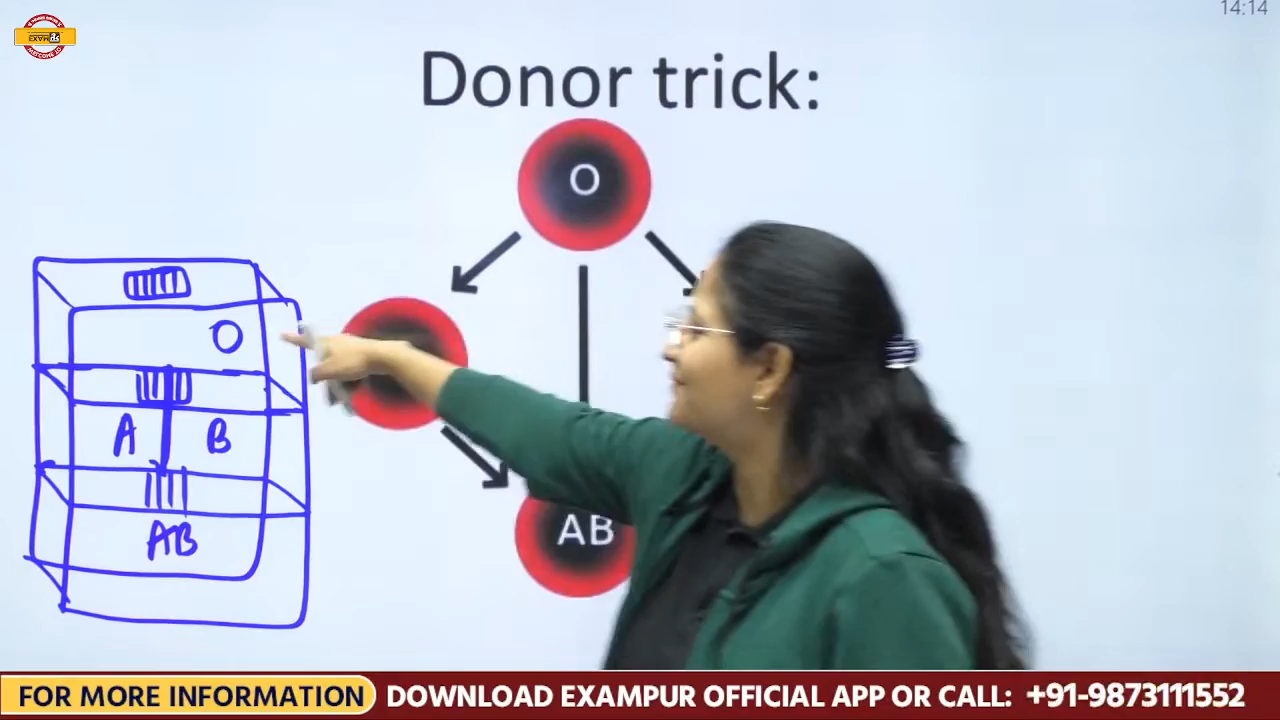 14:14
Donor trick:
O
O
A B
AB
AB
FOR MORE INFORMATION DOWNLOAD EXAMPUR OFFICIAL APP OR CALL: +91-9873111552